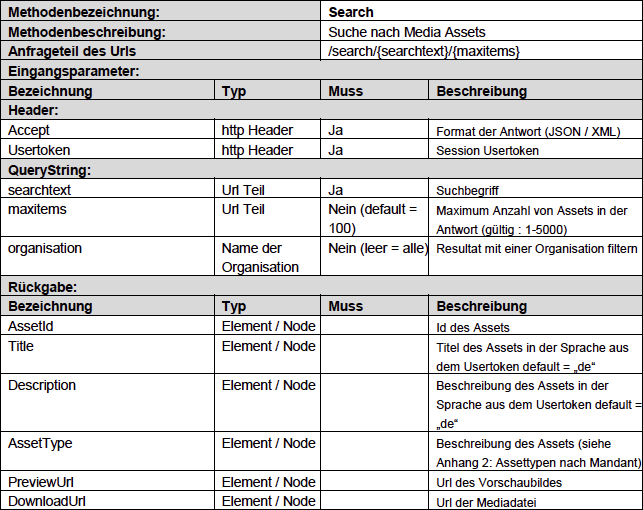 Methodenbezeichnung: Search
Methodenbeschreibung: Suche nach Media Assets
Anfrageteil des Urls /search/{searchtext}/{maxitems}
Eingangsparameter:
Bezeichnung Typ Muss Beschreibung
Header:
Accept http Header Ja Format der Antwort (JSON / XML)
Usertoken http Header Ja Session Usertoken
QueryString:
searchtext Url Teil Ja Suchbegriff
maxitems Url Teil Nein (default = Maximum Anzahl von Assets in der
100) Antwort (gültig : 1-5000)
organisation Name der Nein (leer = alle) Resultat mit einer Organisation filtern
Organisation
Rückgabe:
Bezeichnung Typ Muss Beschreibung
AssetId Element / Node Id des Assets
Title Element / Node Titel des Assets in der Sprache aus
dem Usertoken default = „de“
Description Element / Node Beschreibung des Assets in der
Sprache aus dem Usertoken default =
„de“
AssetType Element / Node Beschreibung des Assets (siehe
Anhang 2: Assettypen nach Mandant)
PreviewUrl Element / Node Url des Vorschaubildes
DownloadUrl Element / Node Url der Mediadatei